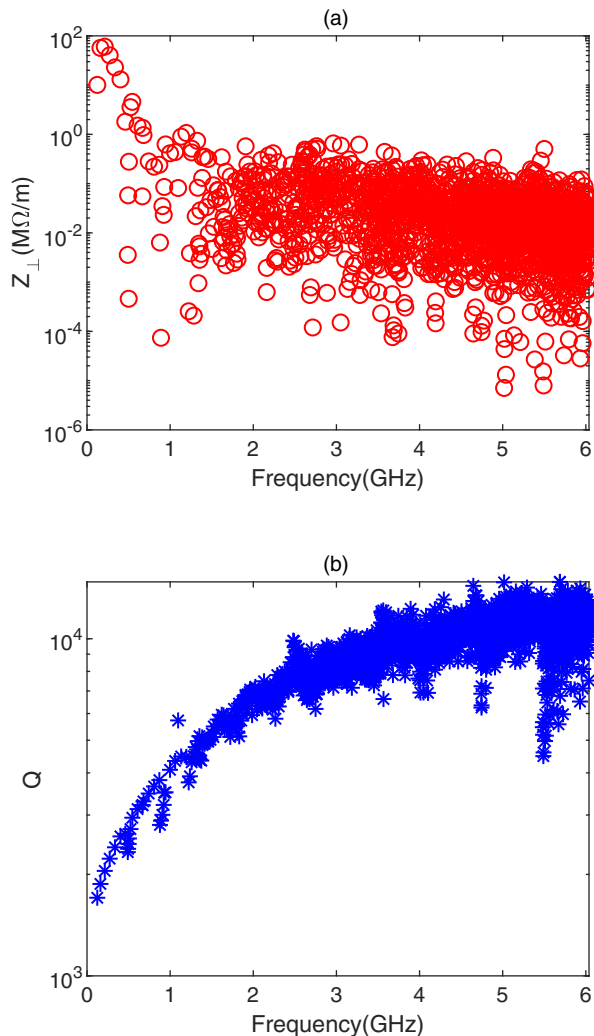 (a)
10^2
10^0
10^-2
10^-4
10^-6
Z_⊥(MΩ/m)
0 1 2 3 4 5 6
Frequency(GHz)
(b)
10^4
10^3
Q
0 1 2 3 4 5 6
Frequency(GHz)